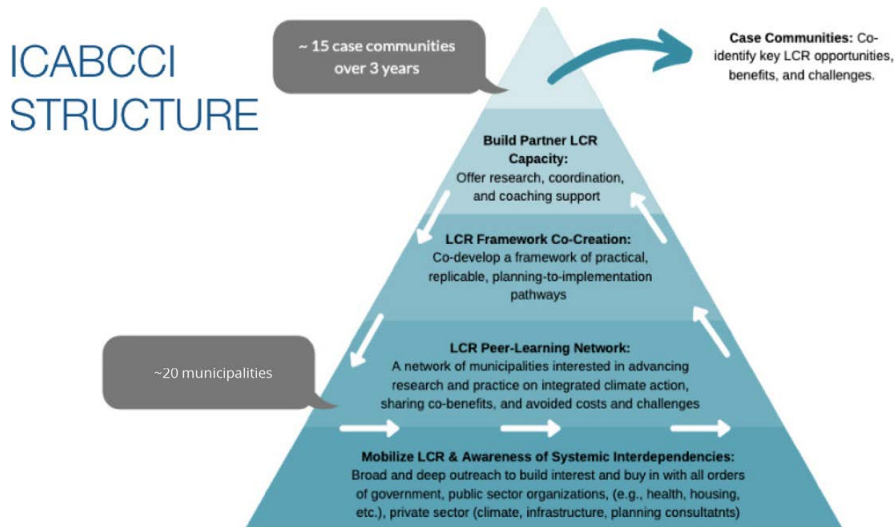 ICABCCI
STRUCTURE
~ 15 case communities
over 3 years
Case Communities: Co-
identify key LCR opportunities,
benefits, and challenges.
Build Partner LCR
Capacity:
Offer research, coordination,
and coaching support
LCR Framework Co-Creation:
Co-develop a framework of practical,
replicable, planning-to-implementation
pathways
~20 municipalities
LCR Peer-Learning Network:
A network of municipalities interested in advancing
research and practice on integrated climate action,
sharing co-benefits, and avoided costs and challenges
Mobilize LCR & Awareness of Systemic Interdependencies:
Broad and deep outreach to build interest and buy in with all orders
of government, public sector organizations, (e.g., health, housing,
etc.), private sector (climate, infrastructure, planning consultatnts)